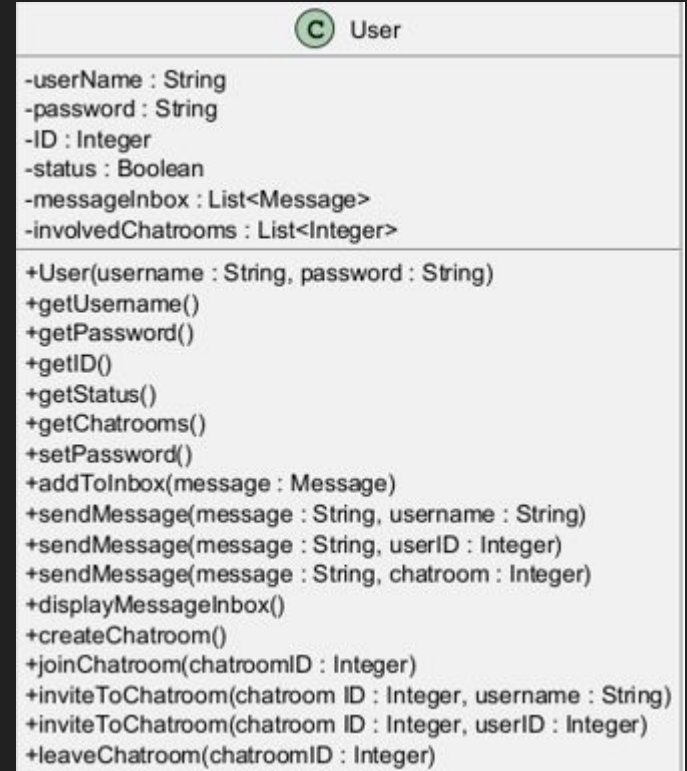 C User
-userName : String
-password : String
-ID : Integer
-status : Boolean
-messageInbox : List<Message>
-involvedChatrooms : List<Integer>
+User(username : String, password : String)
+getUsername()
+getPassword()
+getID()
+getStatus()
+getChatrooms()
+setPassword()
+addToInbox(message : Message)
+sendMessage(message : String, username : String)
+sendMessage(message : String, userID : Integer)
+sendMessage(message : String, chatroom : Integer)
+displayMessageInbox()
+createChatroom()
+joinChatroom(chatroomID : Integer)
+inviteToChatroom(chatroom ID : Integer, username : String)
+inviteToChatroom(chatroom ID : Integer, userID : Integer)
+leaveChatroom(chatroomID : Integer)